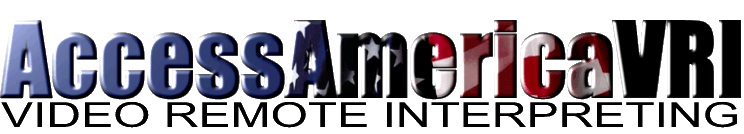 AccessAmericaVRI
VIDEO REMOTE INTERPRETING